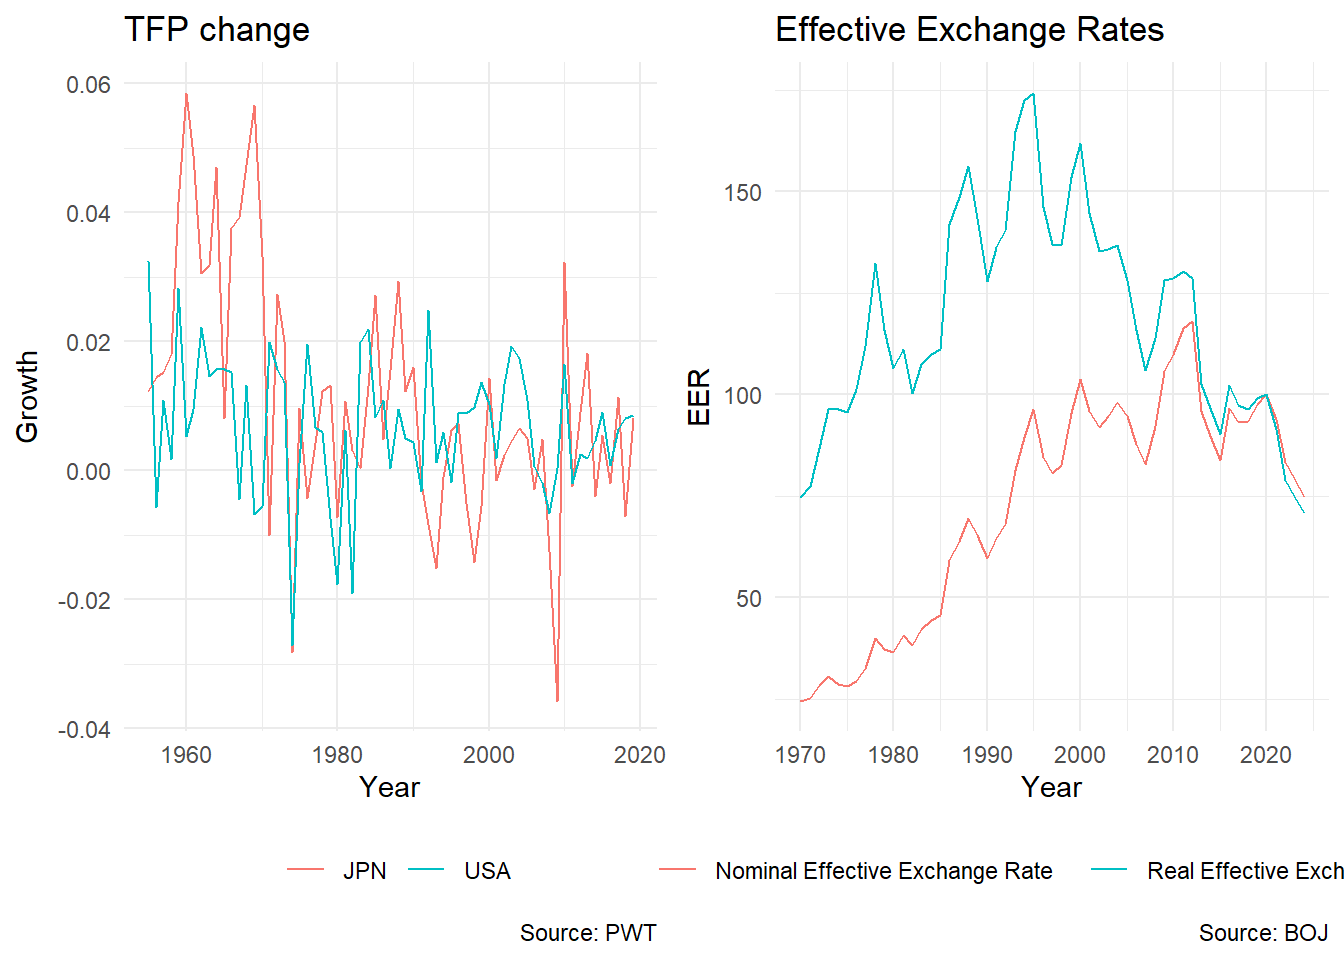 TFP change
Effective Exchange Rates
0.06
0.04
0.02
0.00
-0.02
-0.04
Growth
1960 1980 2000 2020
Year
150
100
50
EER
1970 1980 1990 2000 2010 2020
Year
JPN USA
Nominal Effective Exchange Rate Real Effective Exch
Source: PWT
Source: BOJ